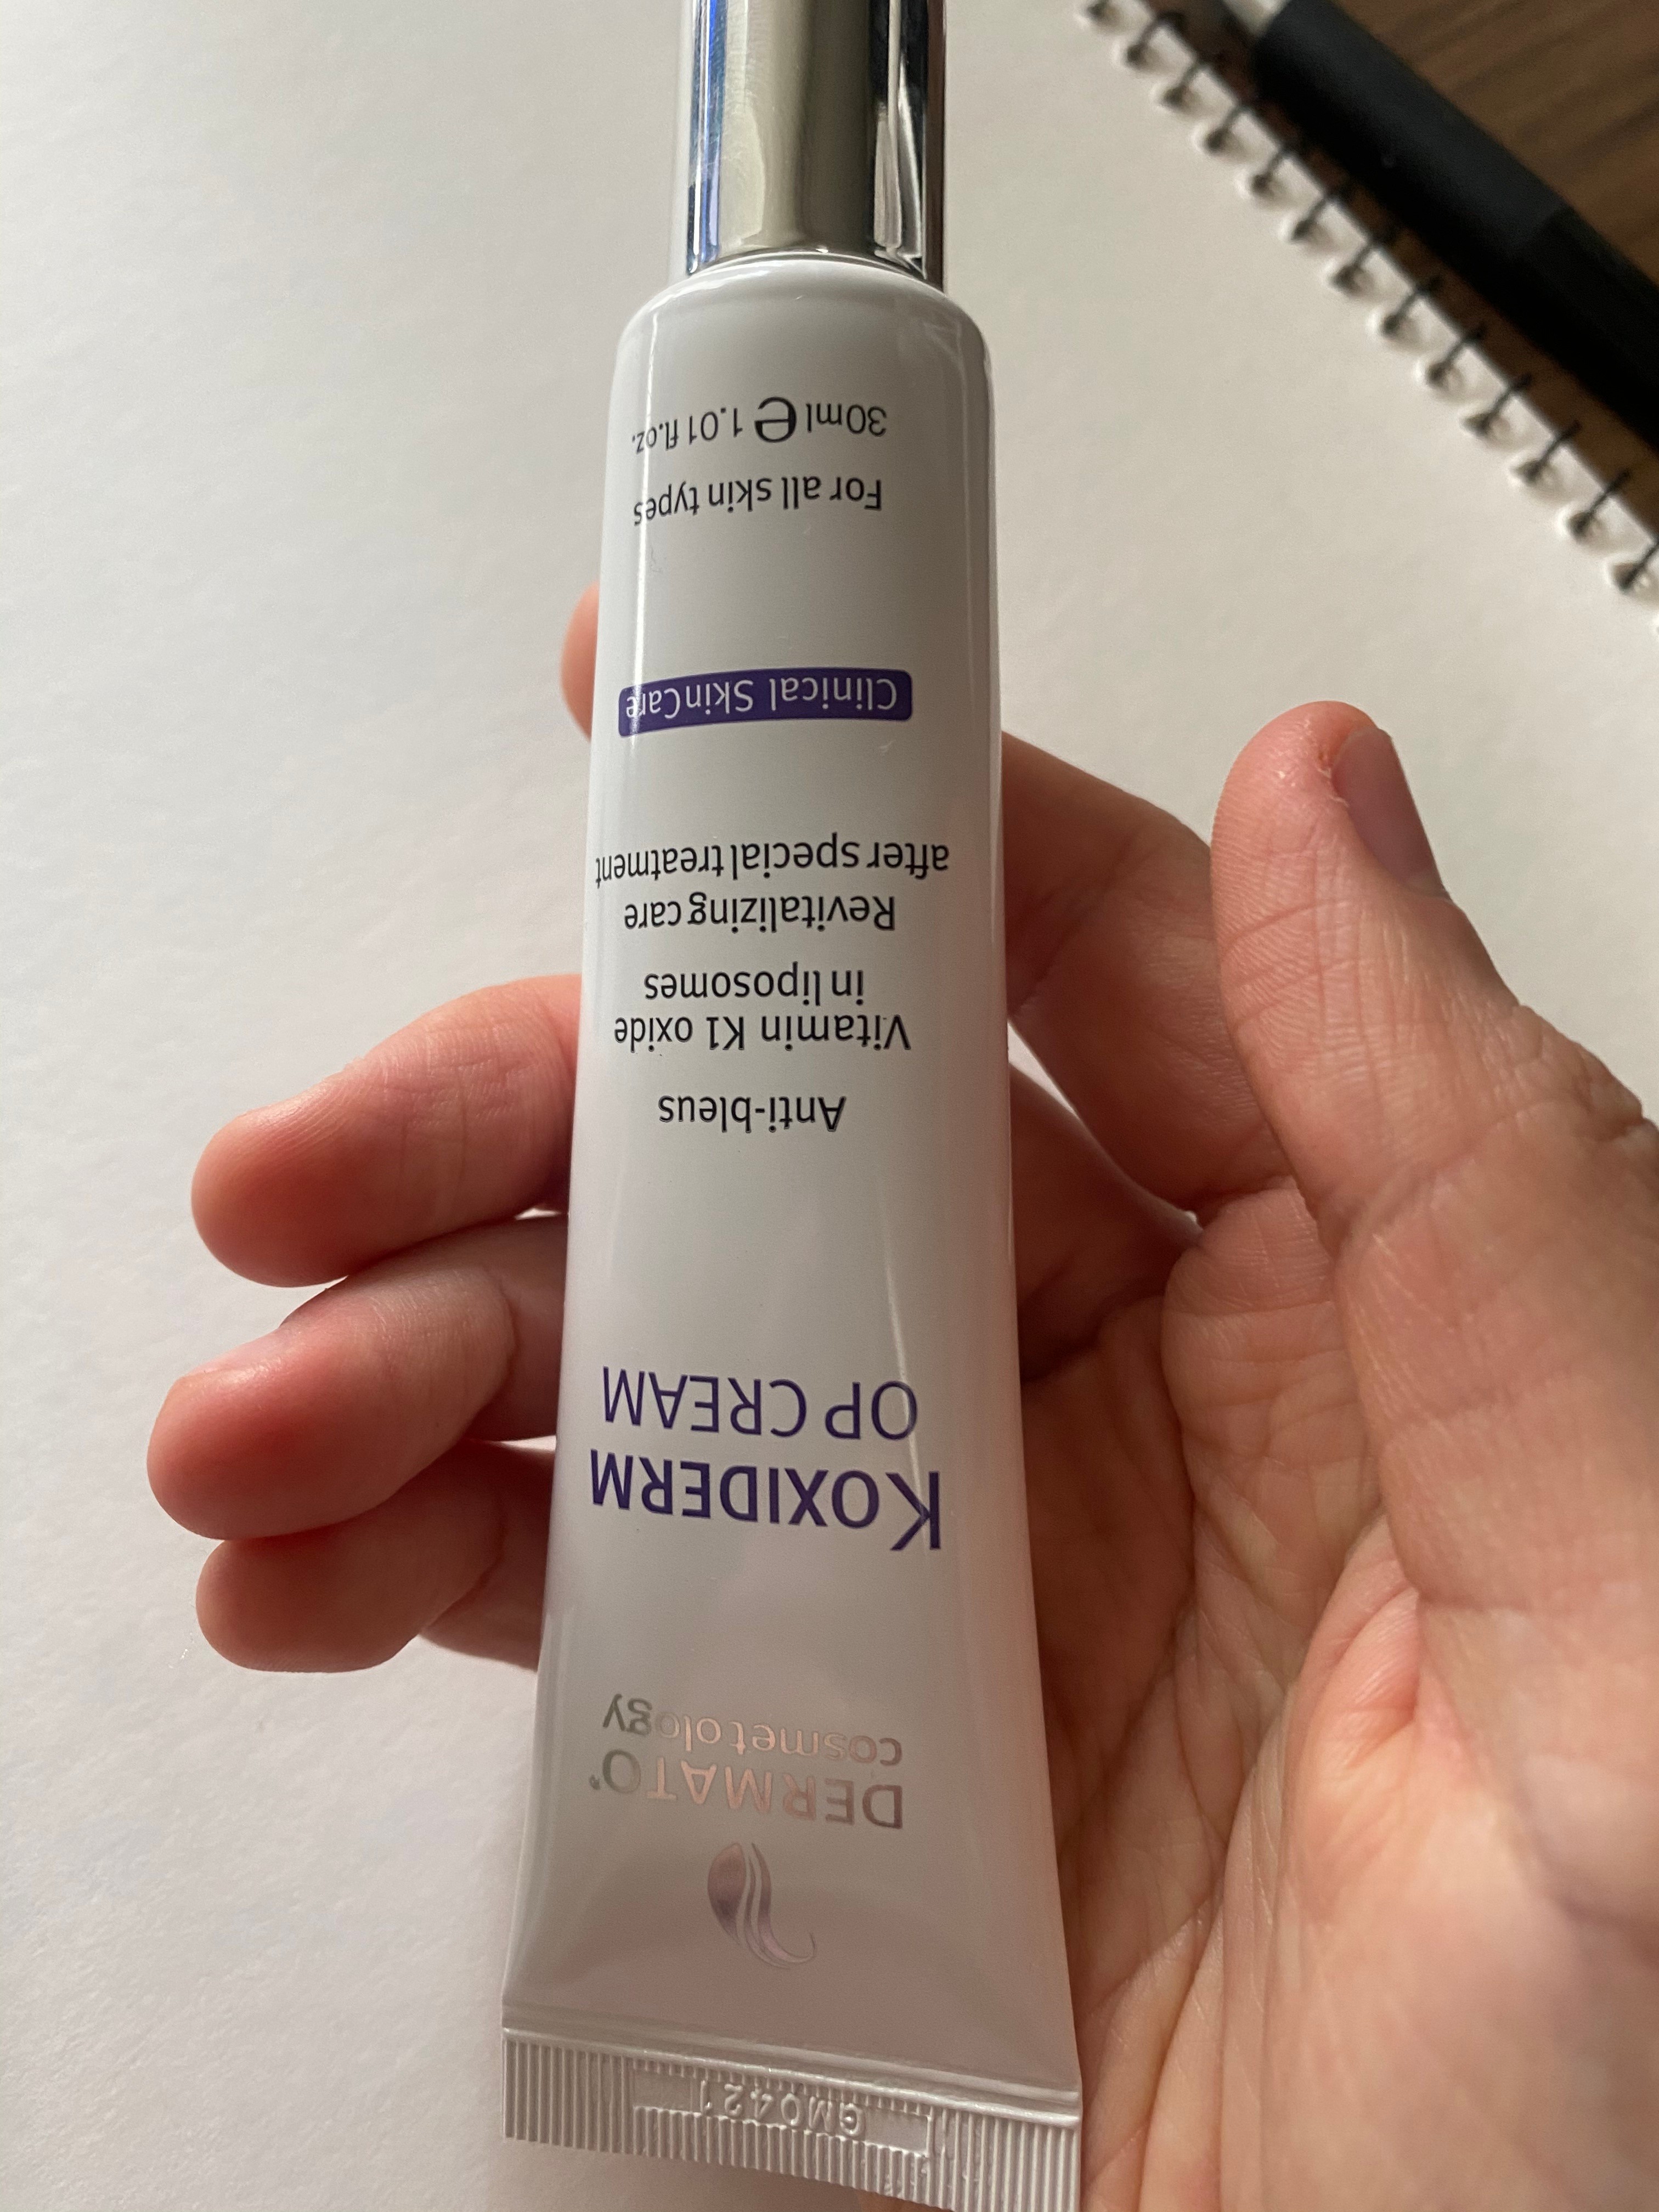 DERMATO®
cosmetology
KOXIDERM
OP CREAM
Anti-bleus
Vitamin K1 oxide
in liposomes
Revitalizing care
after special treatment
Clinical SkinCare
For all skin types
30ml e 1.01 fl.oz.
GM0421